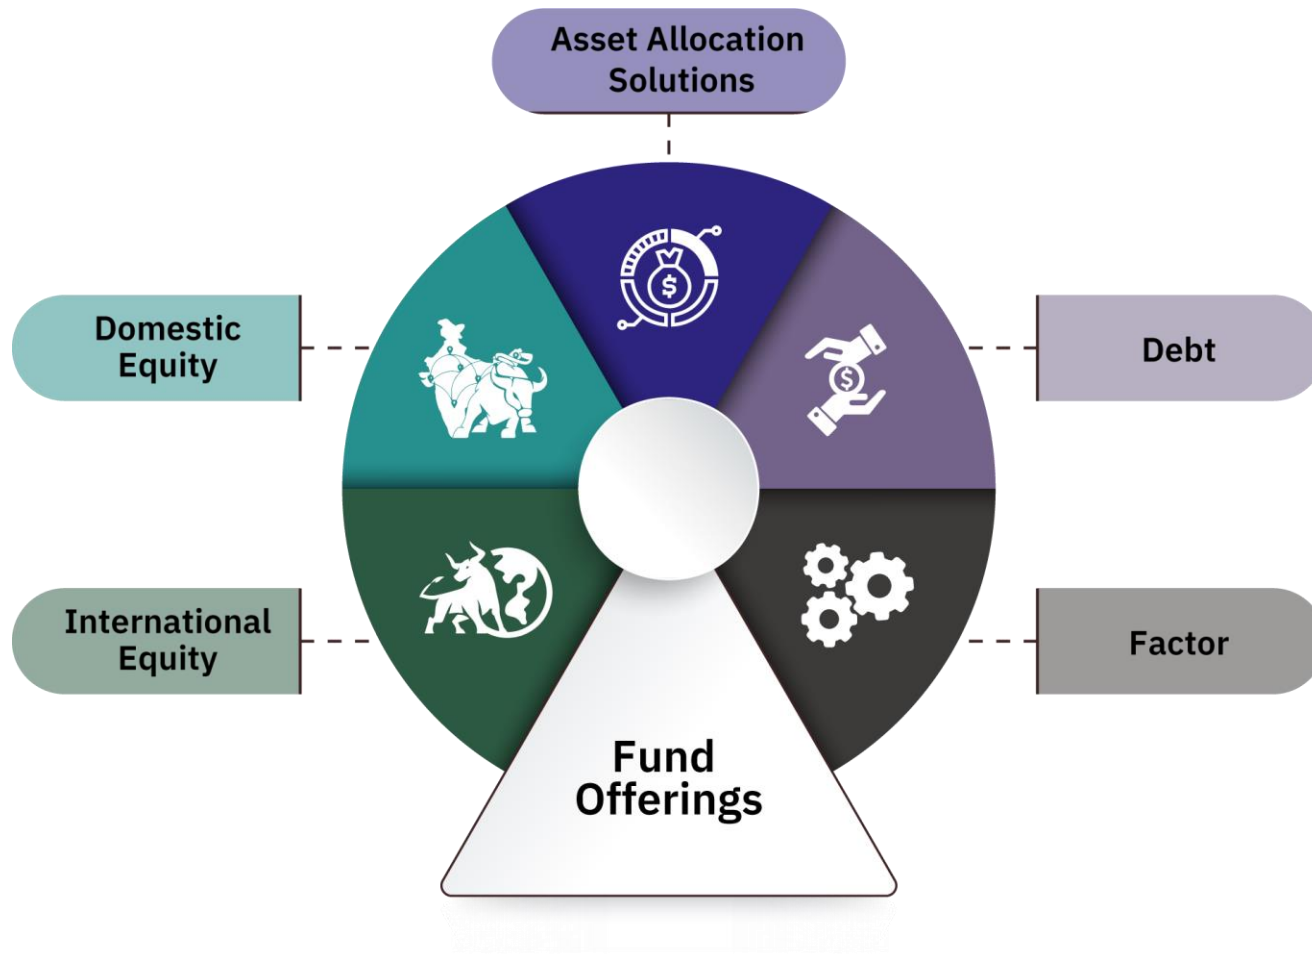 Asset Allocation
Solutions
Domestic
Equity
$
$
Debt
International
Equity
Factor
Fund
Offerings